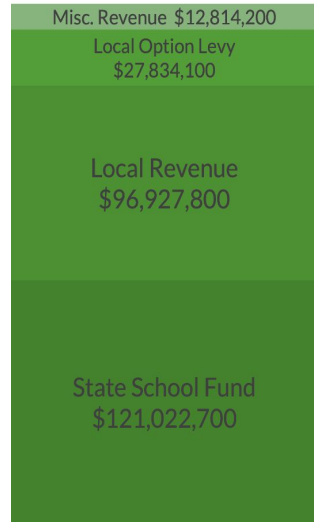 Misc. Revenue $12,814,200
Local Option Levy
$27,834,100
Local Revenue
$96,927,800
State School Fund
$121,022,700